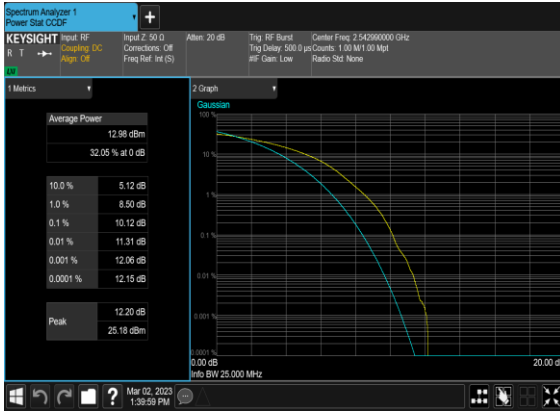 Spectrum Analyzer 1
Power Stat CCDF
KEYSIGHT
R T
LV
Input: RF
Coupling: DC
Align: Off
Input Z: 50 Ω
Corrections: Off
Freq Ref: Int (S)
Atten: 20 dB
Trig: RF Burst
Trig Delay: 500.0 µs
#IF Gain: Low
Center Freq: 2.542990000 GHz
Counts: 1.00 M/1.00 Mpt
Radio Std: None
1 Metrics
Average Power
12.98 dBm
32.05 % at 0 dB
10.0 % 5.12 dB
1.0 % 8.50 dB
0.1 % 10.12 dB
0.01 % 11.31 dB
0.001 % 12.06 dB
0.0001 % 12.15 dB
Peak
12.20 dB
25.18 dBm
2 Graph
Gaussian
100 %
10 %
1 %
0.1 %
0.01 %
0.001 %
0.0001 %
0.00 dB
20.00 d
Info BW 25.000 MHz
Mar 02, 2023
1:39:59 PM